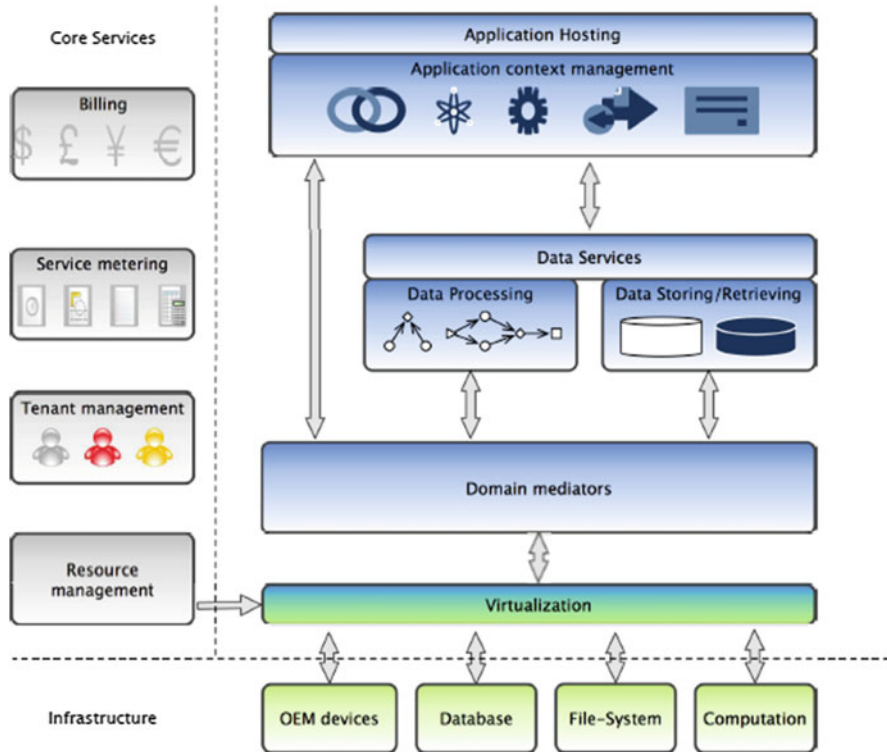 Core Services
Billing
$ £ ¥ €
Service metering
Tenant management
Resource
management
Application Hosting
Application context management
Data Services
Data Processing
Data Storing/Retrieving
Domain mediators
Virtualization
Infrastructure
OEM devices
Database
File-System
Computation